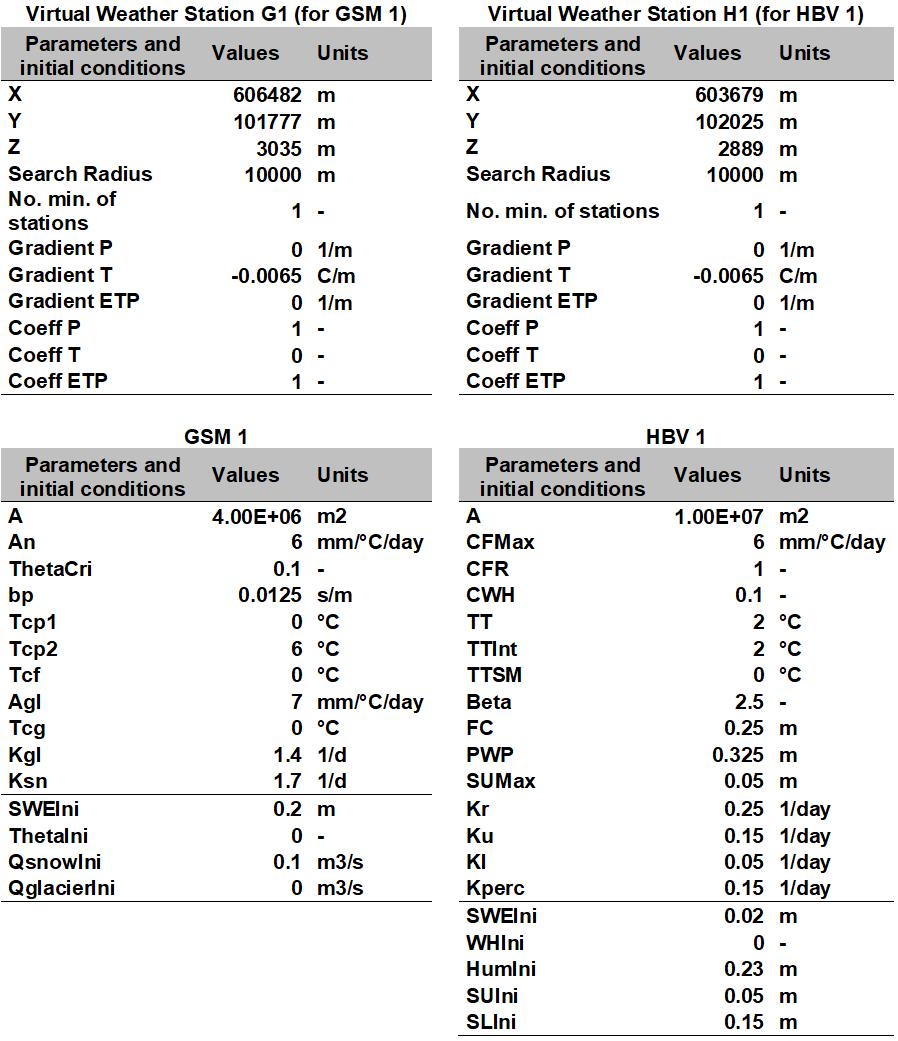 Virtual Weather Station G1 (for GSM 1)
Parameters and initial conditions Values Units
X 606482 m
Y 101777 m
Z 3035 m
Search Radius 10000 m
No. min. of stations 1 -
Gradient P 0 1/m
Gradient T -0.0065 C/m
Gradient ETP 0 1/m
Coeff P 1 -
Coeff T 0 -
Coeff ETP 1 -
Virtual Weather Station H1 (for HBV 1)
Parameters and initial conditions Values Units
X 603679 m
Y 102025 m
Z 2889 m
Search Radius 10000 m
No. min. of stations 1 -
Gradient P 0 1/m
Gradient T -0.0065 C/m
Gradient ETP 0 1/m
Coeff P 1 -
Coeff T 0 -
Coeff ETP 1 -
GSM 1
Parameters and initial conditions Values Units
A 4.00E+06 m2
An 6 mm/°C/day
ThetaCri 0.1 -
bp 0.0125 s/m
Tcp1 0 °C
Tcp2 6 °C
Tcf 0 °C
Agl 7 mm/°C/day
Tcg 0 °C
Kgl 1.4 1/d
Ksn 1.7 1/d
SWEIni 0.2 m
ThetaIni 0 -
QsnowIni 0.1 m3/s
QglacierIni 0 m3/s
HBV 1
Parameters and initial conditions Values Units
A 1.00E+07 m2
CFMax 6 mm/°C/day
CFR 1 -
CWH 0.1 -
TT 2 °C
TTInt 2 °C
TTSM 0 °C
Beta 2.5 -
FC 0.25 m
PWP 0.325 m
SUMax 0.05 m
Kr 0.25 1/day
Ku 0.15 1/day
Kl 0.05 1/day
Kperc 0.15 1/day
SWEIni 0.02 m
WHIni 0 -
HumIni 0.23 m
SUIni 0.05 m
SLIni 0.15 m